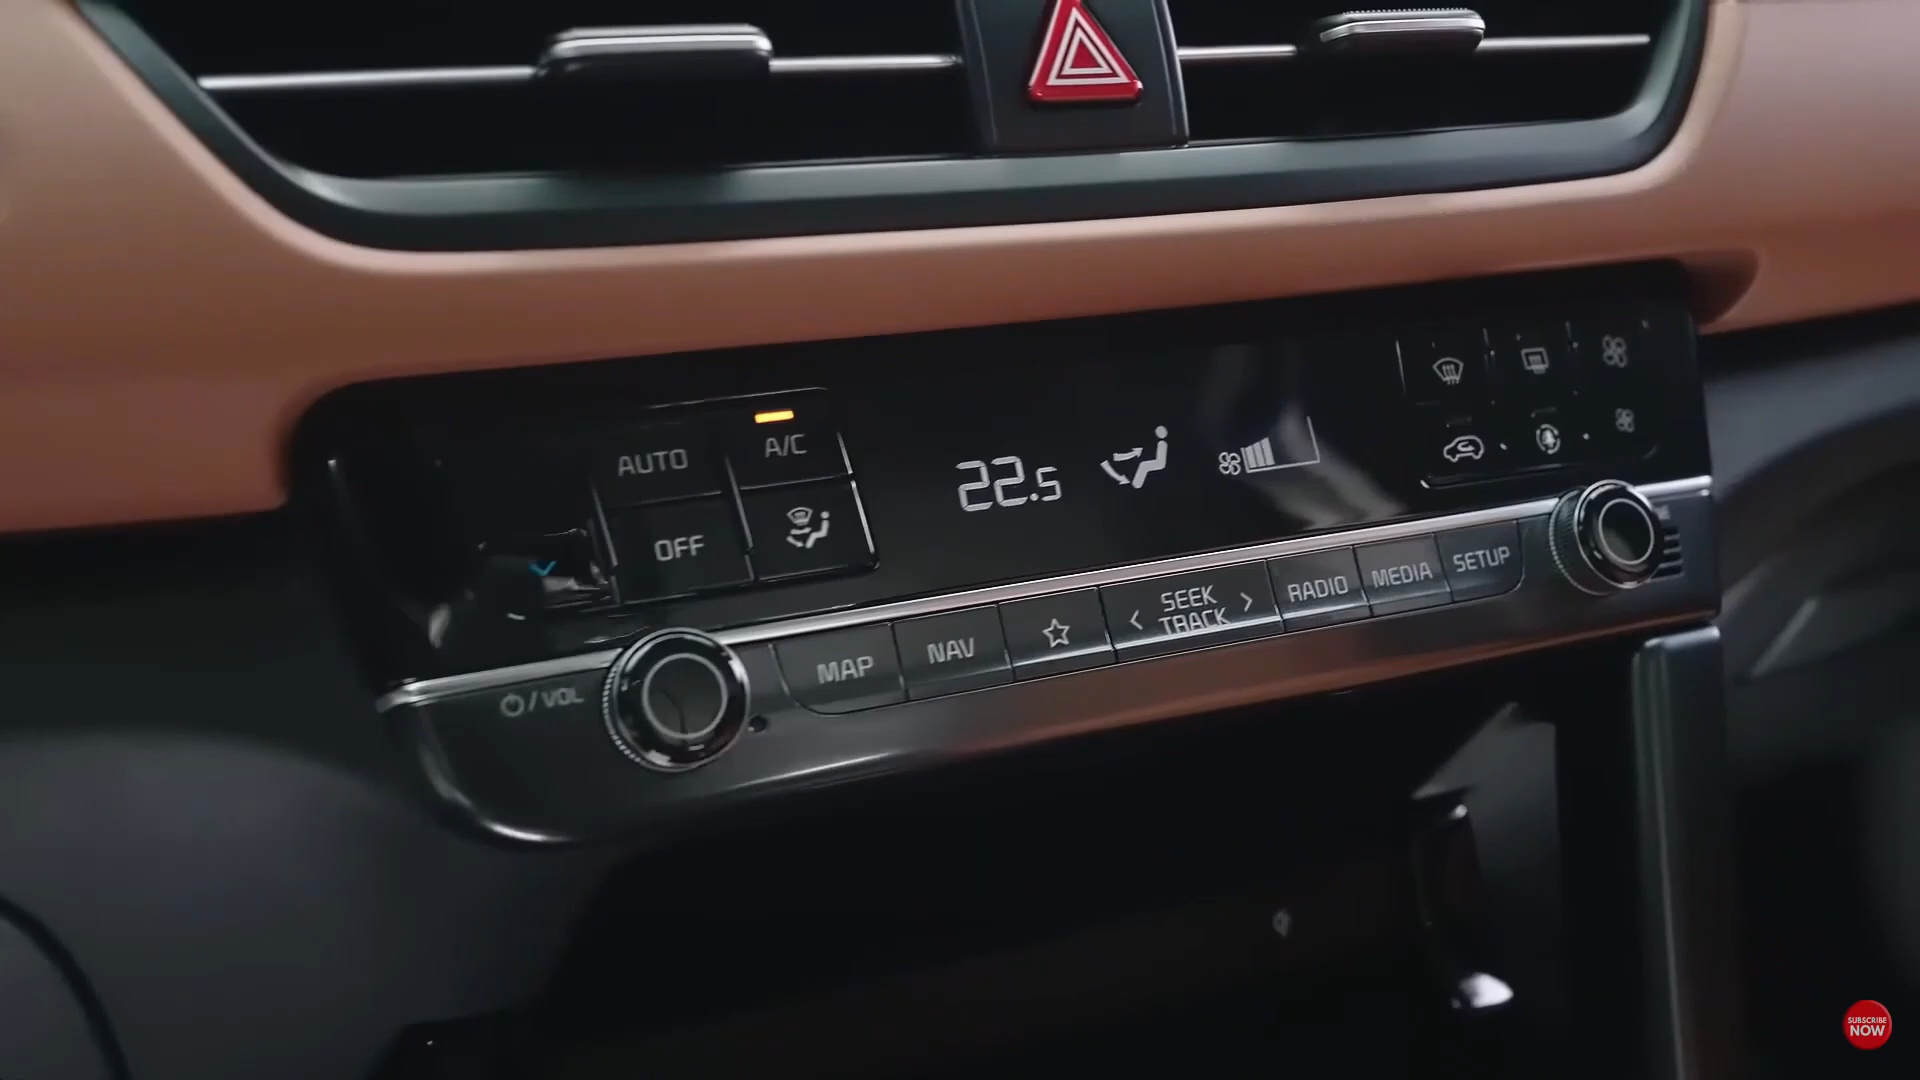 AUTO
A/C
OFF
22.5
/ VOL
MAP
NAV
< SEEK >
TRACK
RADIO
MEDIA
SETUP
SUBSCRIBE
NOW